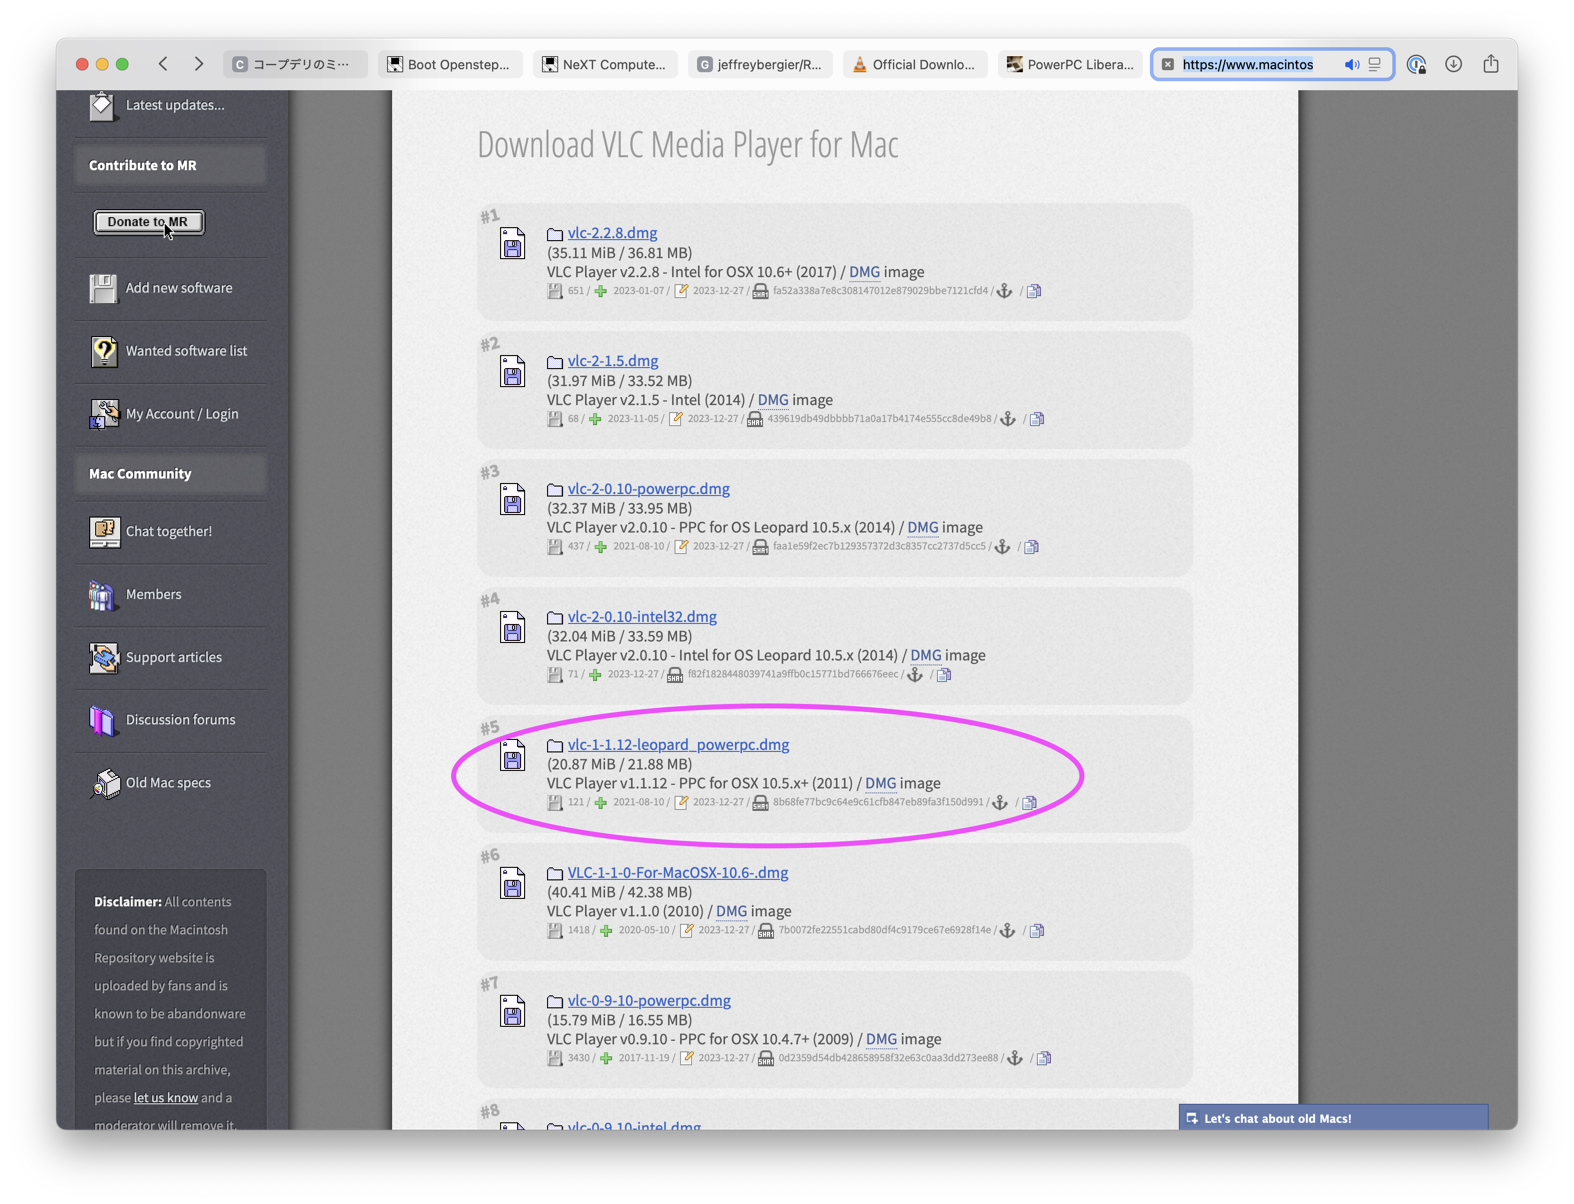 コープデリのミ…
Boot Openstep...
NeXT Compute...
jeffreybergier/R...
Official Downlo...
PowerPC Libera...
https://www.macintos
Latest updates...
Contribute to MR
Donate to MR
Add new software
Wanted software list
My Account / Login
Mac Community
Chat together!
Members
Support articles
Discussion forums
Old Mac specs
Disclaimer: All contents
found on the Macintosh
Repository website is
uploaded by fans and is
known to be abandonware
but if you find copyrighted
material on this archive,
please let us know and a
moderator will remove it.
Download VLC Media Player for Mac
#1
vlc-2.2.8.dmg
(35.11 MiB / 36.81 MB)
VLC Player v2.2.8 - Intel for OSX 10.6+ (2017) / DMG image
651 / 2023-01-07 / 2023-12-27 / SHA1 fa52a338a7e8c308147012e879029bbe7121cfd4 / /
#2
vlc-2-1.5.dmg
(31.97 MiB / 33.52 MB)
VLC Player v2.1.5 - Intel (2014) / DMG image
68 / 2023-11-05 / 2023-12-27 / SHA1 439619db49dbbbb71a0a17b4174e555cc8de49b8 / /
#3
vlc-2-0.10-powerpc.dmg
(32.37 MiB / 33.95 MB)
VLC Player v2.0.10 - PPC for OS Leopard 10.5.x (2014) / DMG image
437 / 2021-08-10 / 2023-12-27 / SHA1 faa1e59f2ec7b129357372d3c8357cc2737d5cc5 / /
#4
vlc-2-0.10-intel32.dmg
(32.04 MiB / 33.59 MB)
VLC Player v2.0.10 - Intel for OS Leopard 10.5.x (2014) / DMG image
71 / 2023-12-27 / SHA1 f82f1828448039741a9ffb0c15771bd766676eec / /
#5
vlc-1-1.12-leopard_powerpc.dmg
(20.87 MiB / 21.88 MB)
VLC Player v1.1.12 - PPC for OSX 10.5.x+ (2011) / DMG image
121 / 2021-08-10 / 2023-12-27 / SHA1 8b68fe77bc9c64e9c61cfb847eb89fa3f150d991 / /
#6
VLC-1-1-0-For-MacOSX-10.6-.dmg
(40.41 MiB / 42.38 MB)
VLC Player v1.1.0 (2010) / DMG image
1418 / 2020-05-10 / 2023-12-27 / SHA1 7b0072fe22551cabd80df4c9179ce67e6928f14e / /
#7
vlc-0-9-10-powerpc.dmg
(15.79 MiB / 16.55 MB)
VLC Player v0.9.10 - PPC for OSX 10.4.7+ (2009) / DMG image
3430 / 2017-11-19 / 2023-12-27 / SHA1 0d2359d54db428658958f32e63c0aa3dd273ee88 / /
#8
vlc-0-9.10-intel.dmg
Let's chat about old Macs!